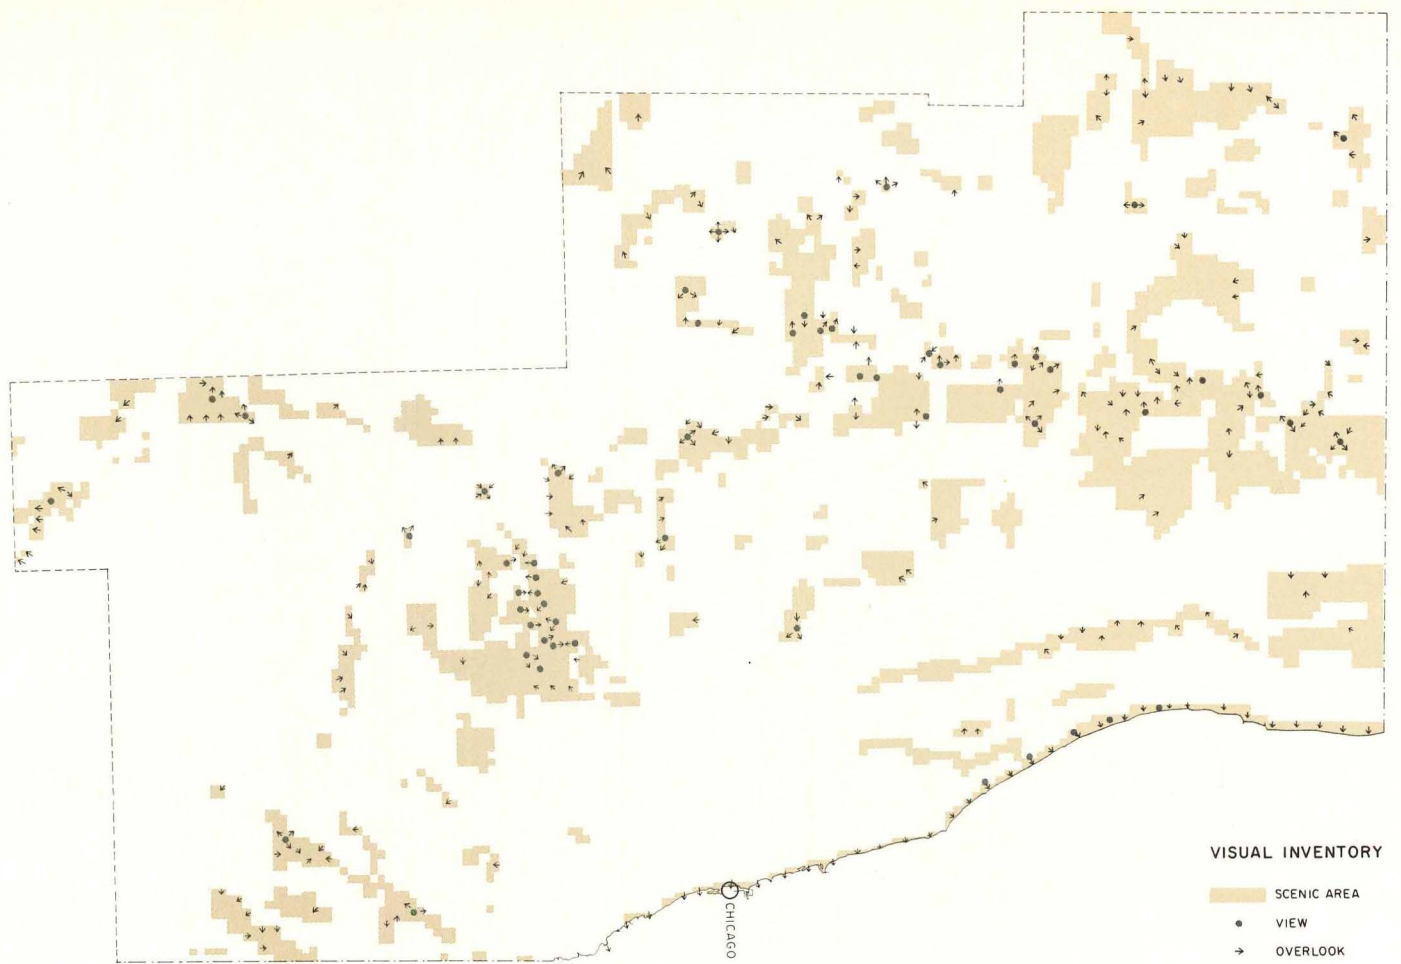 VISUAL INVENTORY
SCENIC AREA
VIEW
OVERLOOK
CHICAGO